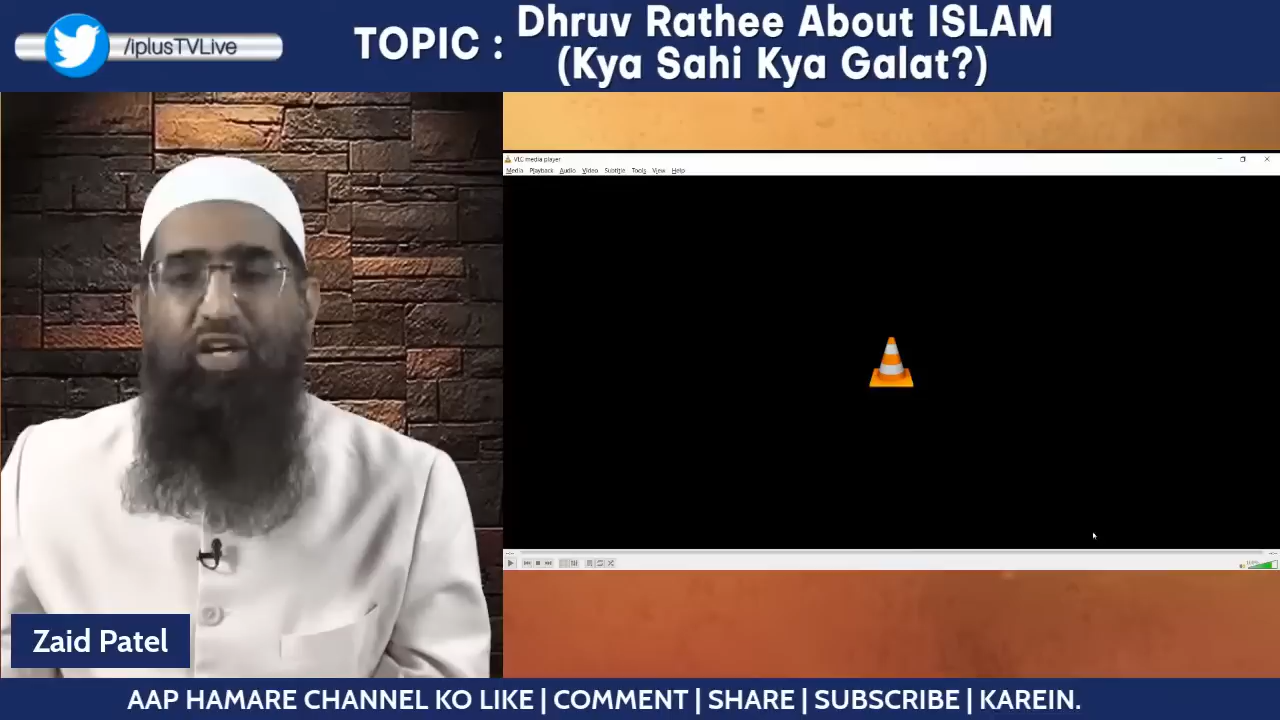 /iplusTVLive
TOPIC :
Dhruv Rathee About ISLAM
(Kya Sahi Kya Galat?)
VLC media player
Media Playback Audio Video Subtitle Tools View Help
Zaid Patel
AAP HAMARE CHANNEL KO LIKE | COMMENT | SHARE | SUBSCRIBE | KAREIN.